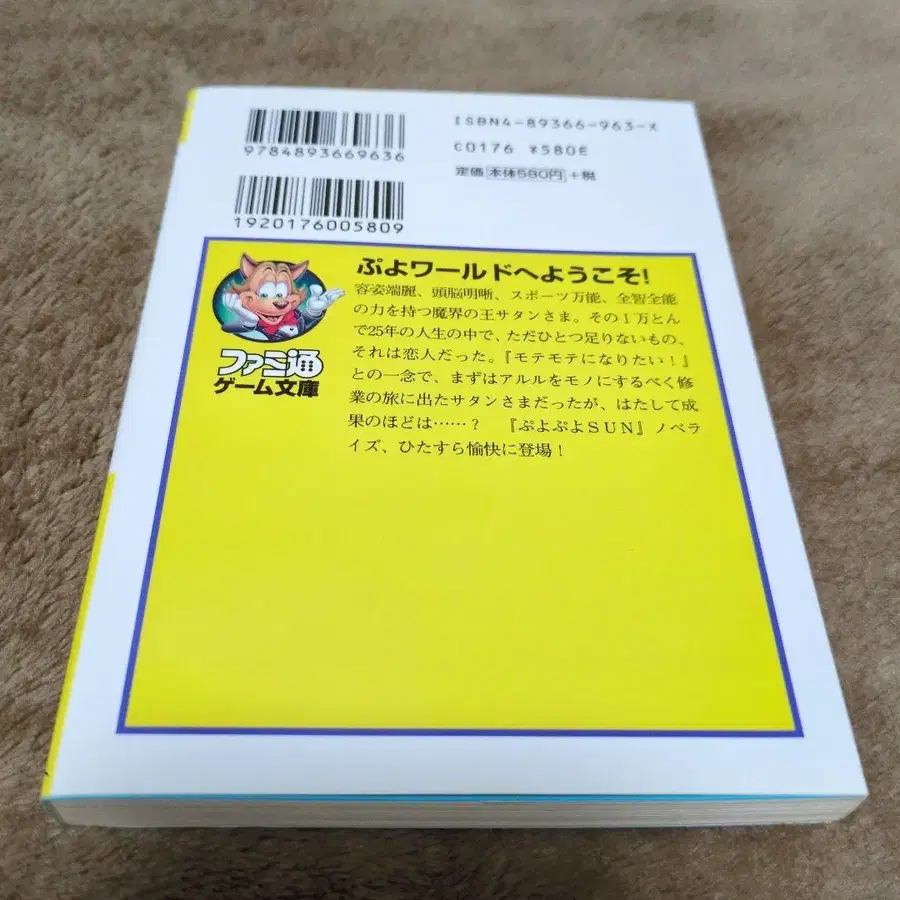 ISBN4-89366-963-X
9784893669636
C0176 ¥580E
定価 本体580円 +税
1920176005809
ぷよワールドへようこそ!
容姿端麗、頭脳明晰、スポーツ万能、全智全能
の力を持つ魔界の王サタンさま。その1万とん
で25年の人生の中で、ただひとつ足りないもの、
それは恋人だった。『モテモテになりたい!』
との一念で、まずはアルルをモノにするべく修
業の旅に出たサタンさまだったが、はたして成
果のほどは……? 『ぷよぷよSUN』ノベラ
イズ、ひたすら愉快に登場!
ファミ通
ゲーム文庫